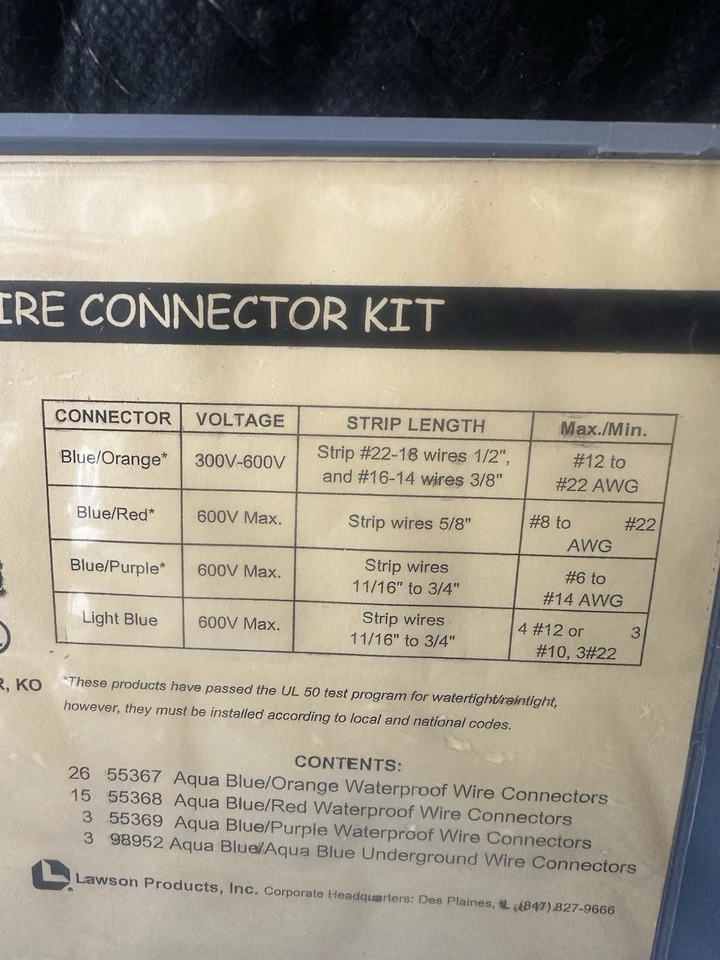 IRE CONNECTOR KIT
CONNECTOR VOLTAGE STRIP LENGTH Max./Min.
Blue/Orange* 300V-600V Strip #22-18 wires 1/2", #12 to
and #16-14 wires 3/8" #22 AWG
Blue/Red* 600V Max. Strip wires 5/8" #8 to #22
AWG
Blue/Purple* 600V Max. Strip wires #6 to
11/16" to 3/4" #14 AWG
Light Blue 600V Max. Strip wires 4 #12 or 3
11/16" to 3/4" #10, 3#22
R, KO
*These products have passed the UL 50 test program for watertight/raintight,
however, they must be installed according to local and national codes.
CONTENTS:
26 55367 Aqua Blue/Orange Waterproof Wire Connectors
15 55368 Aqua Blue/Red Waterproof Wire Connectors
3 55369 Aqua Blue/Purple Waterproof Wire Connectors
3 98952 Aqua Blue/Aqua Blue Underground Wire Connectors
Lawson Products, Inc. Corporate Headquarters: Des Plaines, (847) 827-9666